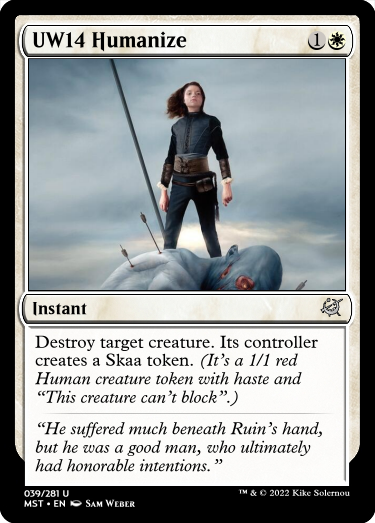 UW14 Humanize 1
Instant
Destroy target creature. Its controller
creates a Skaa token. (It's a 1/1 red
Human creature token with haste and
“This creature can't block”.)
“He suffered much beneath Ruin's hand,
but he was a good man, who ultimately
had honorable intentions.”
039/281 U
MST • EN SAM WEBER
™ & © 2022 Kike Solernou